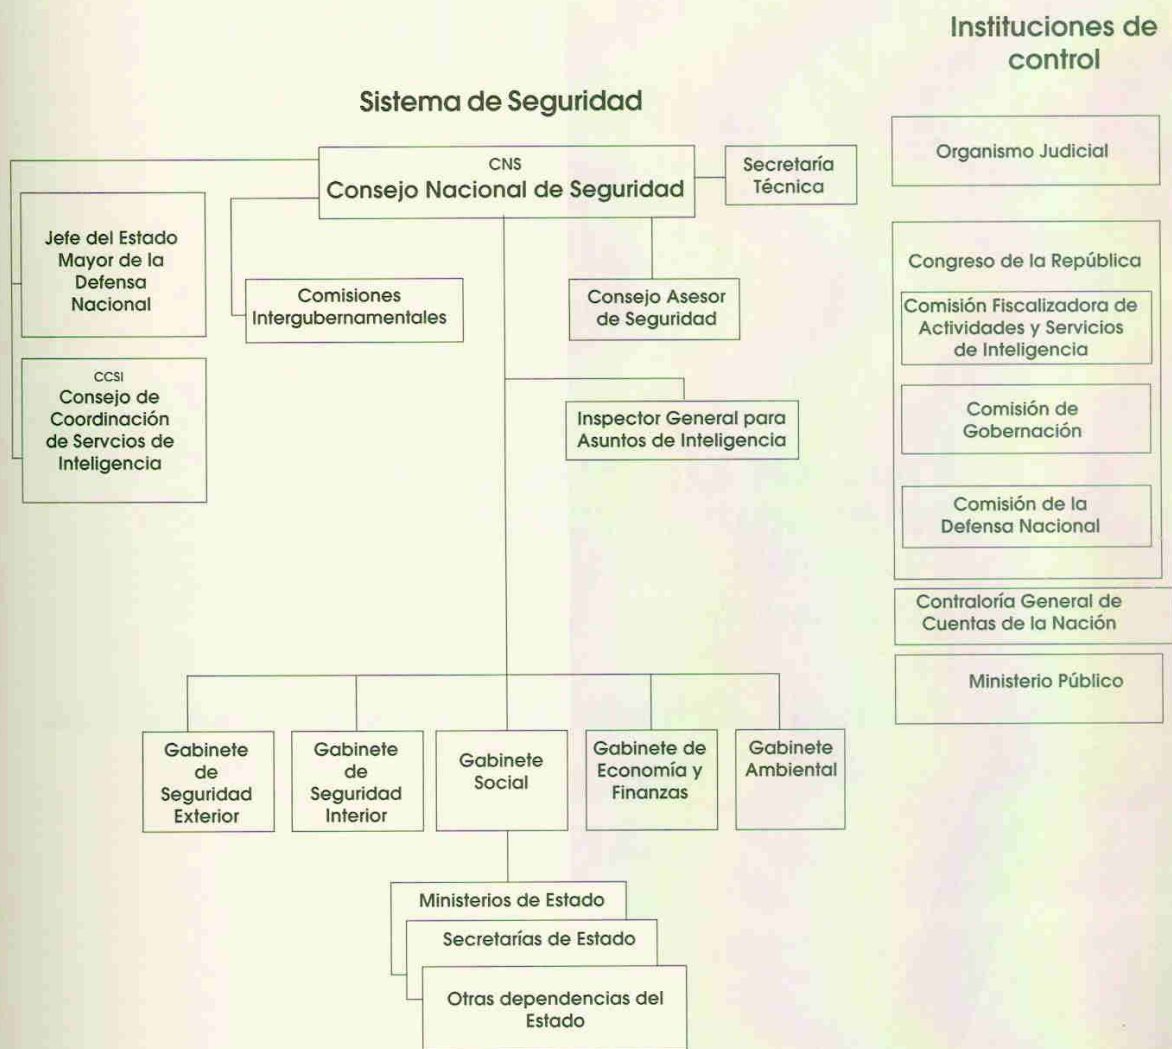 Instituciones de
control
Sistema de Seguridad
CNS
Consejo Nacional de Seguridad
Secretaría
Técnica
Jefe del Estado
Mayor de la
Defensa
Nacional
Comisiones
Intergubernamentales
Consejo Asesor
de Seguridad
CCSI
Consejo de
Coordinación
de Servcios de
Inteligencia
Inspector General para
Asuntos de Inteligencia
Gabinete
de
Seguridad
Exterior
Gabinete
de
Seguridad
Interior
Gabinete
Social
Gabinete de
Economía y
Finanzas
Gabinete
Ambiental
Ministerios de Estado
Secretarías de Estado
Otras dependencias del
Estado
Organismo Judicial
Congreso de la República
Comisión Fiscalizadora de
Actividades y Servicios
de Inteligencia
Comisión de
Gobernación
Comisión de la
Defensa Nacional
Contraloría General de
Cuentas de la Nación
Ministerio Público